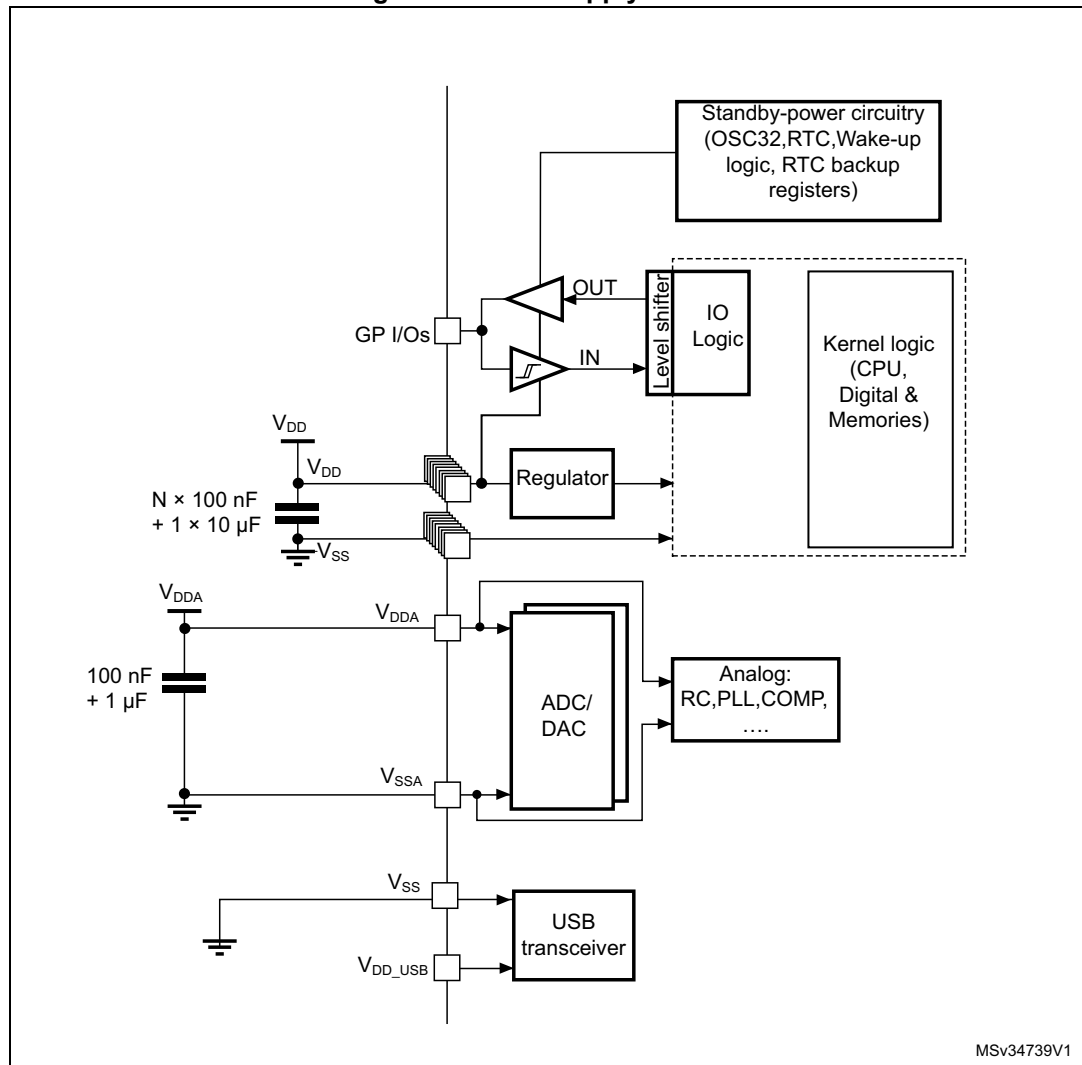 Standby-power circuitry
(OSC32,RTC,Wake-up
logic, RTC backup
registers)
OUT
Level shifter
IO
Logic
GP I/Os
IN
Kernel logic
(CPU,
Digital &
Memories)
VDD
VDD
Regulator
N × 100 nF
+ 1 × 10 µF
VSS
VDDA
VDDA
100 nF
+ 1 µF
ADC/
DAC
Analog:
RC,PLL,COMP,
....
VSSA
VSS
USB
transceiver
VDD_USB
MSv34739V1